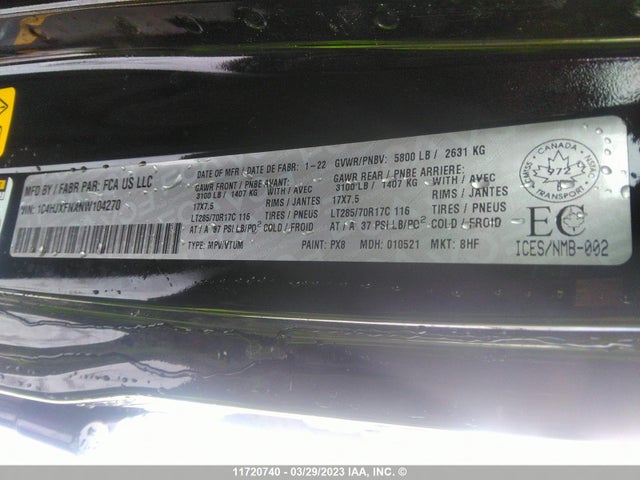 MFD BY / FABR PAR: FCA US LLC
DATE OF MFR / DATE DE FABR: 1-22
GVWR/PNBV: 5800 LB / 2631 KG
VIN: 1C4HJXFNXNW104270
GAWR FRONT / PNBE AVANT:
3100 LB / 1407 KG WITH / AVEC
17X7.5 RIMS / JANTES
LT285/70R17C 116 TIRES / PNEUS
AT / A 37 PSI LB/PO² COLD / FROID
GAWR REAR / PNBE ARRIERE:
3100 LB / 1407 KG WITH / AVEC
17X7.5 RIMS / JANTES
LT285/70R17C 116 TIRES / PNEUS
AT / A 37 PSI LB/PO² COLD / FROID
TYPE: MPV/VTUM
PAINT: PX8 MDH: 010521 MKT: 8HF
CANADA
972
TRANSPORT
EC
ICES/NMB-002
11720740 - 03/29/2023 IAA, Inc. ©